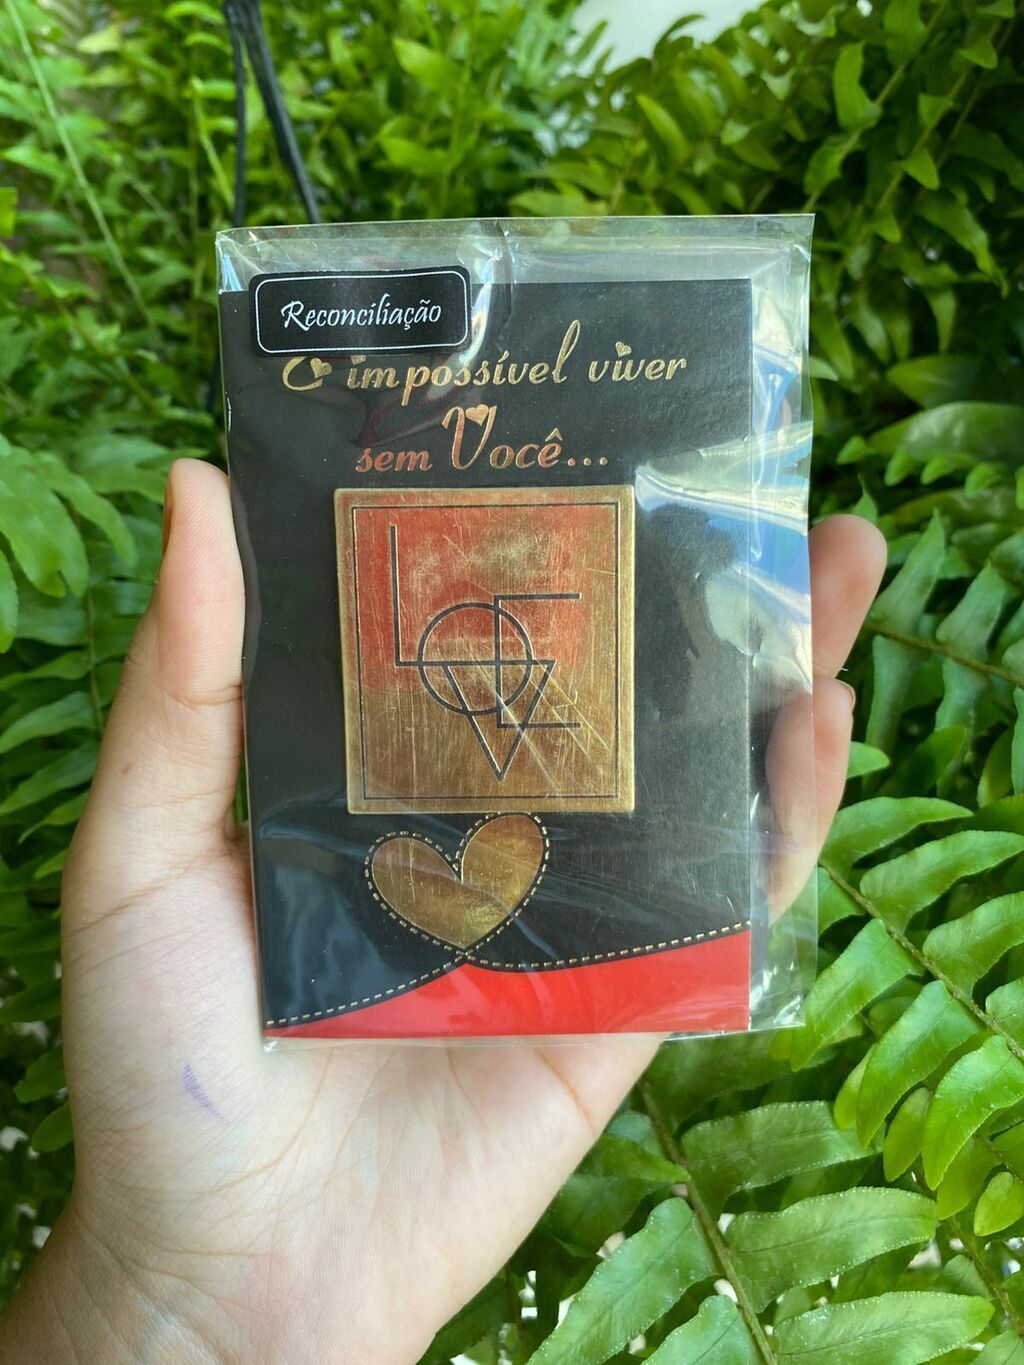 Reconciliação
É impossível viver
sem Você...
LOVE